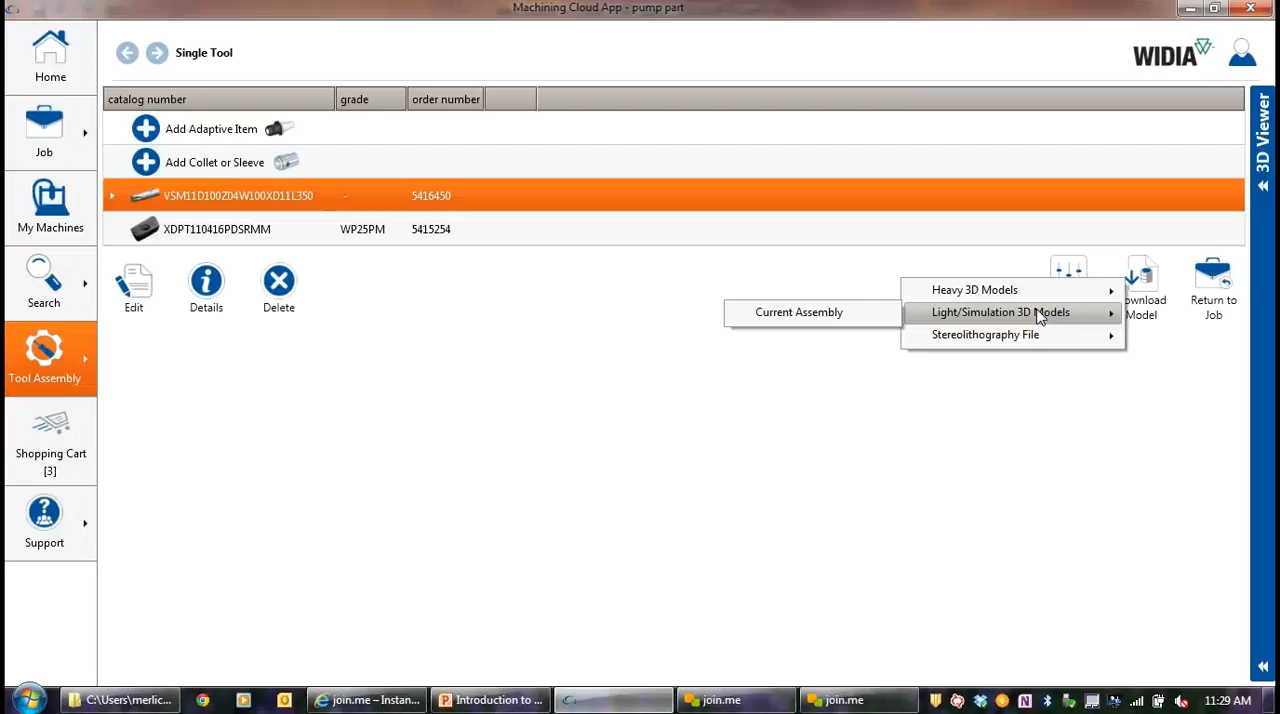 Machining Cloud App - pump part
Home
Job
My Machines
Search
Tool Assembly
Shopping Cart
[3]
Support
Single Tool
WIDIA
catalog number grade order number
Add Adaptive Item
Add Collet or Sleeve
VSM11D100Z04W100XD11L350 - 5416450
XDPT110416PDSRMM WP25PM 5415254
Edit
Details
Delete
Current Assembly
Heavy 3D Models
Light/Simulation 3D Models
Stereolithography File
ownload
Model
Return to
Job
3D Viewer
C:\Users\merlic...
join.me – Instan...
Introduction to ...
join.me
join.me
11:29 AM